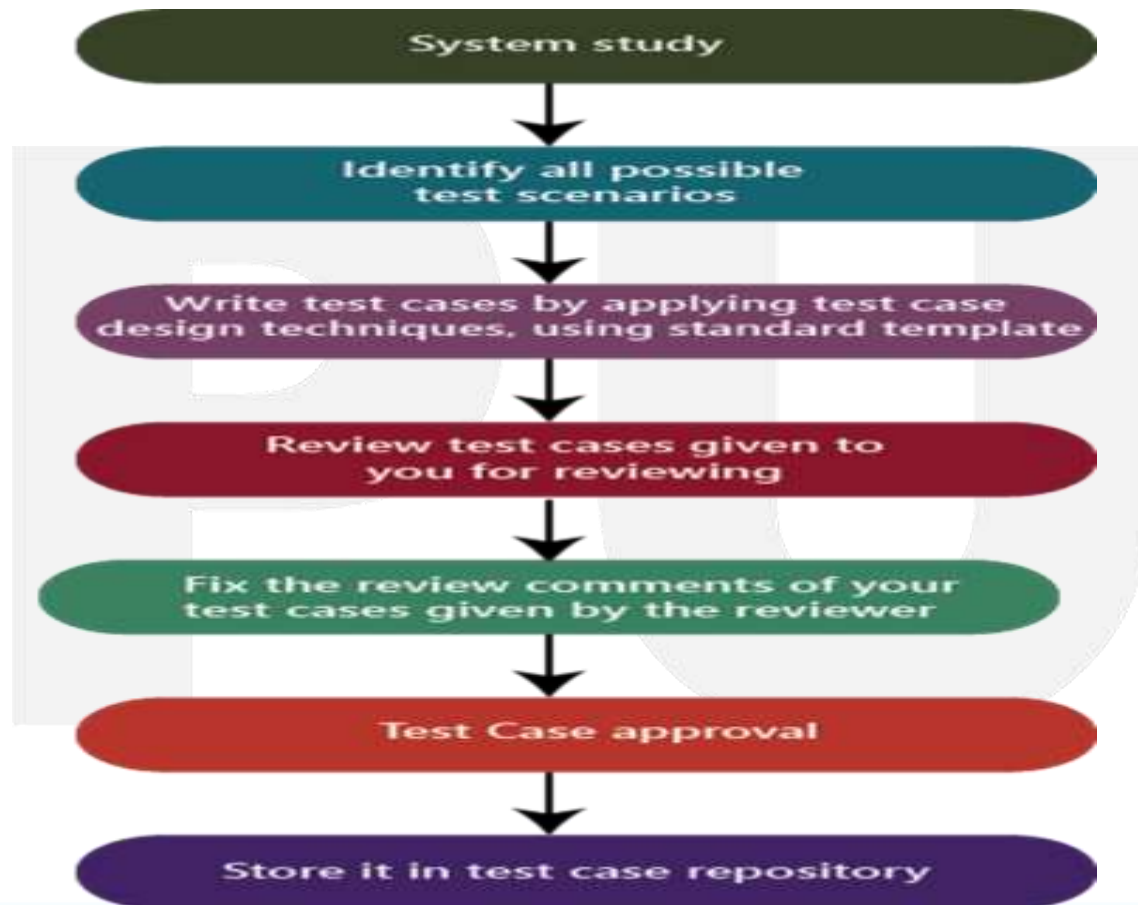 System study
Identify all possible
test scenarios
Write test cases by applying test case
design techniques, using standard template
Review test cases given to
you for reviewing
Fix the review comments of your
test cases given by the reviewer
Test Case approval
Store it in test case repository